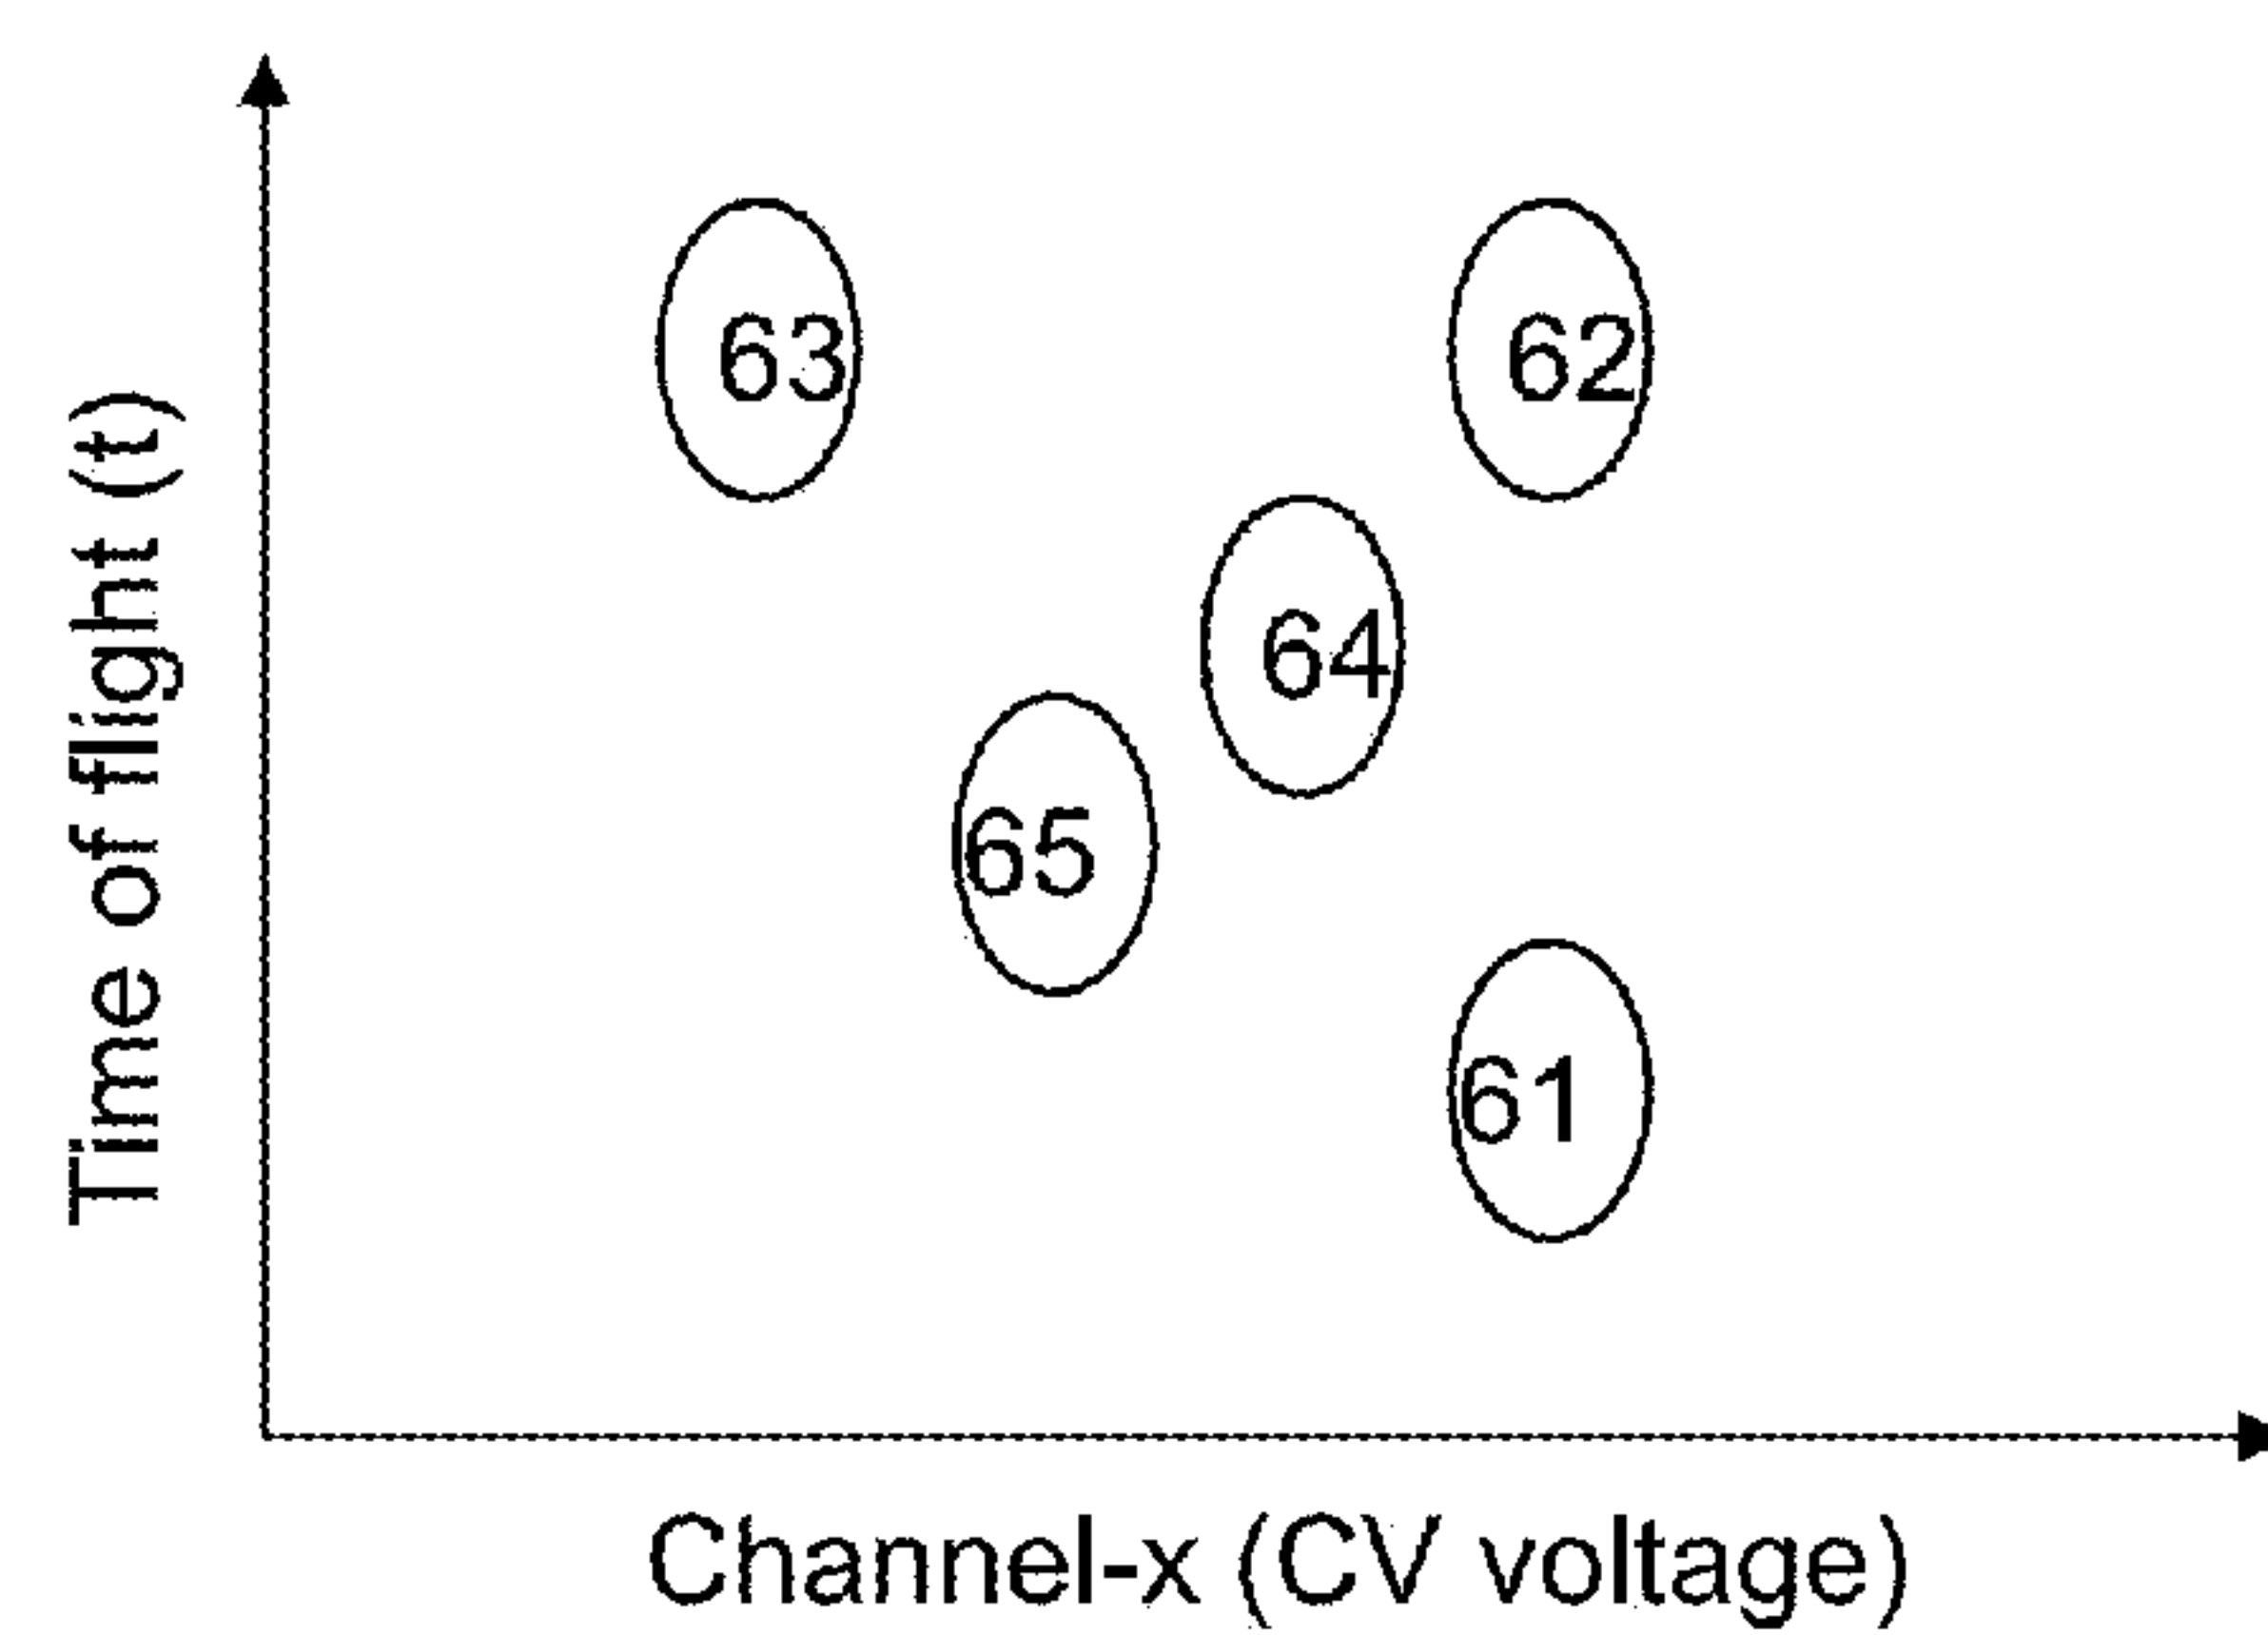 Time of flight (t)
63
62
64
65
61
Channel-x (CV voltage)